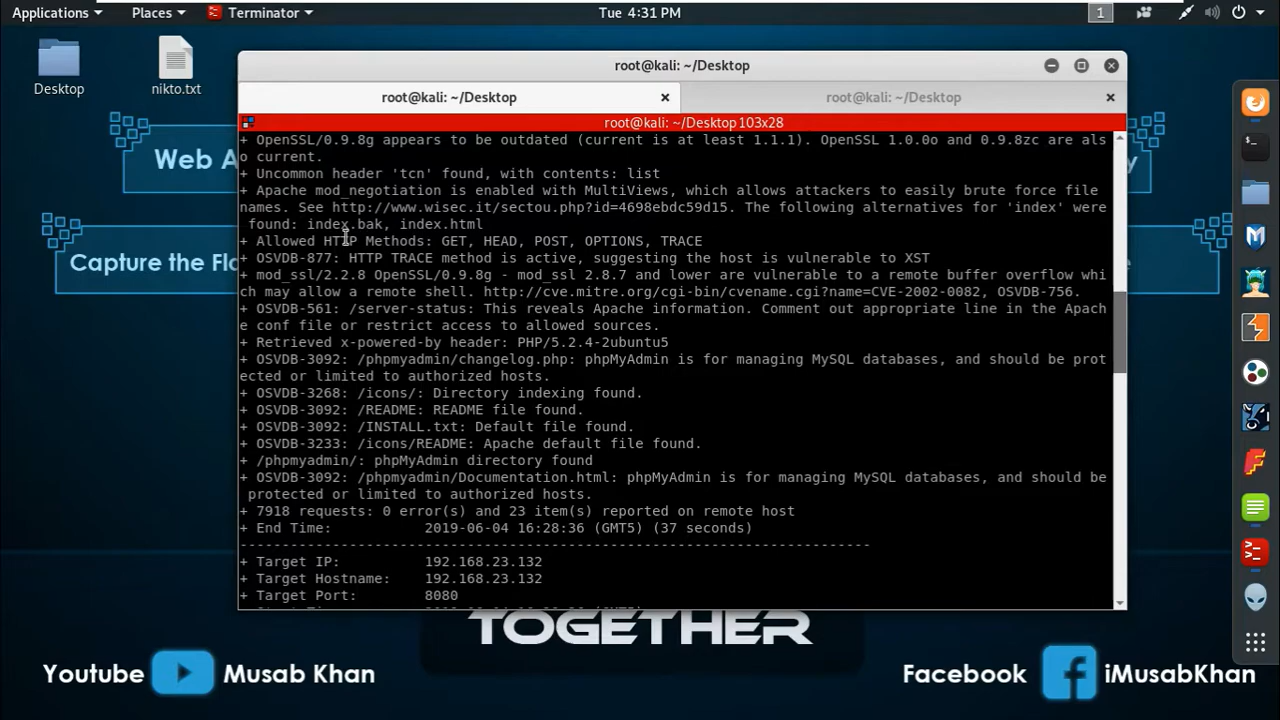 Applications Places Terminator Tue 4:31 PM 1
root@kali: ~/Desktop
Desktop nikto.txt
root@kali: ~/Desktop root@kali: ~/Desktop
root@kali: ~/Desktop 103x28
+ OpenSSL/0.9.8g appears to be outdated (current is at least 1.1.1). OpenSSL 1.0.0o and 0.9.8zc are als
o current.
+ Uncommon header 'tcn' found, with contents: list
+ Apache mod_negotiation is enabled with MultiViews, which allows attackers to easily brute force file
names. See http://www.wisec.it/sectou.php?id=4698ebdc59d15. The following alternatives for 'index' were
found: index.bak, index.html
+ Allowed HTTP Methods: GET, HEAD, POST, OPTIONS, TRACE
+ OSVDB-877: HTTP TRACE method is active, suggesting the host is vulnerable to XST
+ mod_ssl/2.2.8 OpenSSL/0.9.8g - mod_ssl 2.8.7 and lower are vulnerable to a remote buffer overflow whi
ch may allow a remote shell. http://cve.mitre.org/cgi-bin/cvename.cgi?name=CVE-2002-0082, OSVDB-756.
+ OSVDB-561: /server-status: This reveals Apache information. Comment out appropriate line in the Apach
e conf file or restrict access to allowed sources.
+ Retrieved x-powered-by header: PHP/5.2.4-2ubuntu5
+ OSVDB-3092: /phpmyadmin/changelog.php: phpMyAdmin is for managing MySQL databases, and should be prot
ected or limited to authorized hosts.
+ OSVDB-3268: /icons/: Directory indexing found.
+ OSVDB-3092: /README: README file found.
+ OSVDB-3092: /INSTALL.txt: Default file found.
+ OSVDB-3233: /icons/README: Apache default file found.
+ /phpmyadmin/: phpMyAdmin directory found
+ OSVDB-3092: /phpmyadmin/Documentation.html: phpMyAdmin is for managing MySQL databases, and should be
protected or limited to authorized hosts.
+ 7918 requests: 0 error(s) and 23 item(s) reported on remote host
+ End Time: 2019-06-04 16:28:36 (GMT5) (37 seconds)
---------------------------------------------------------------------------
+ Target IP: 192.168.23.132
+ Target Hostname: 192.168.23.132
+ Target Port: 8080
Web A
Capture the Fla
TOGETHER
Youtube Musab Khan
Facebook iMusabKhan